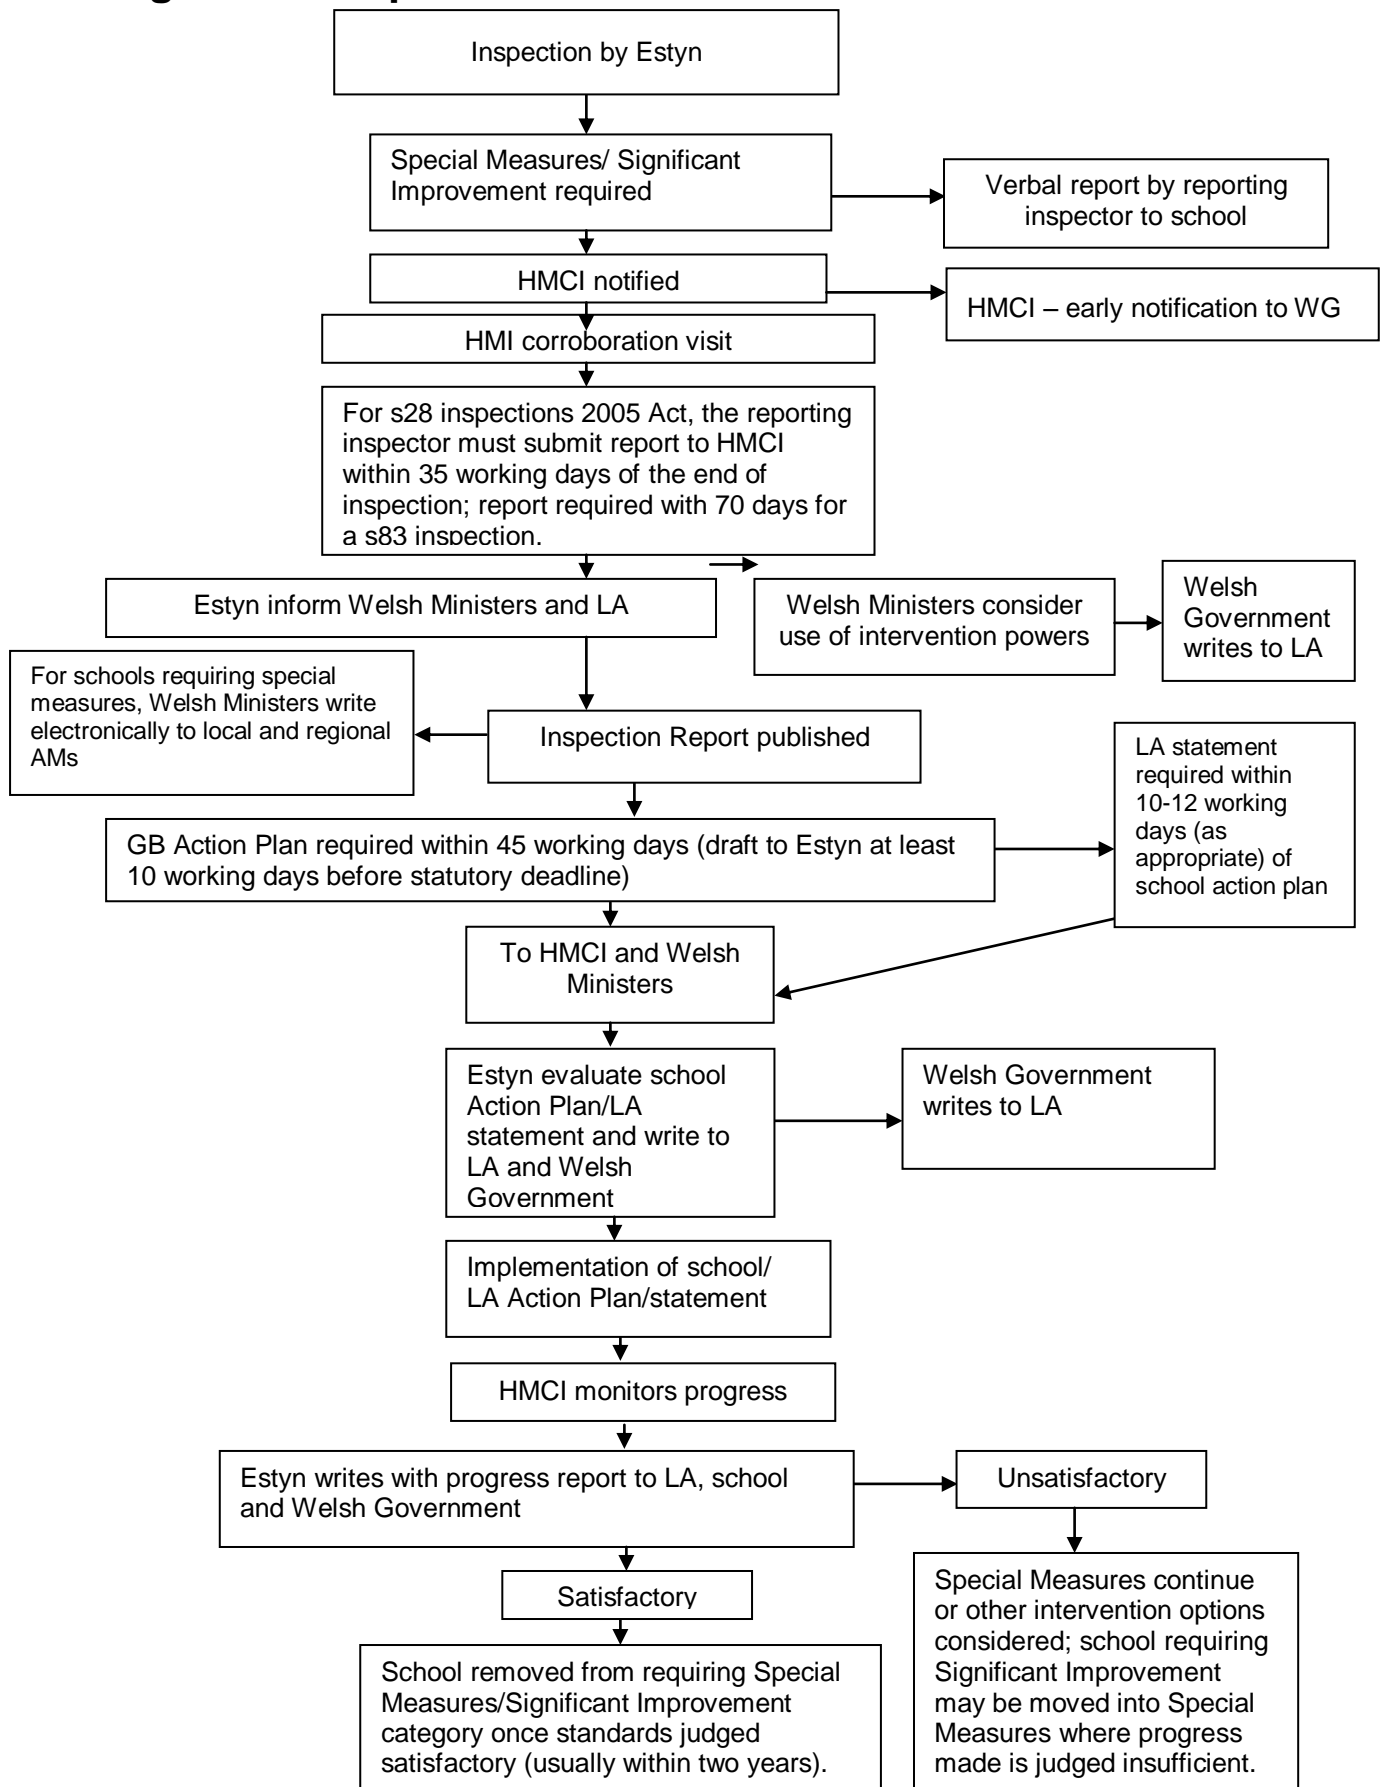 Inspection by Estyn
Special Measures/ Significant
Improvement required
Verbal report by reporting
inspector to school
HMCI notified
HMCI – early notification to WG
HMI corroboration visit
For s28 inspections 2005 Act, the reporting
inspector must submit report to HMCI
within 35 working days of the end of
inspection; report required with 70 days for
a s83 inspection.
Estyn inform Welsh Ministers and LA
Welsh Ministers consider
use of intervention powers
Welsh
Government
writes to LA
For schools requiring special
measures, Welsh Ministers write
electronically to local and regional
AMs
Inspection Report published
LA statement
required within
10-12 working
days (as
appropriate) of
school action plan
GB Action Plan required within 45 working days (draft to Estyn at least
10 working days before statutory deadline)
To HMCI and Welsh
Ministers
Estyn evaluate school
Action Plan/LA
statement and write to
LA and Welsh
Government
Welsh Government
writes to LA
Implementation of school/
LA Action Plan/statement
HMCI monitors progress
Estyn writes with progress report to LA, school
and Welsh Government
Unsatisfactory
Satisfactory
Special Measures continue
or other intervention options
considered; school requiring
Significant Improvement
may be moved into Special
Measures where progress
made is judged insufficient.
School removed from requiring Special
Measures/Significant Improvement
category once standards judged
satisfactory (usually within two years).